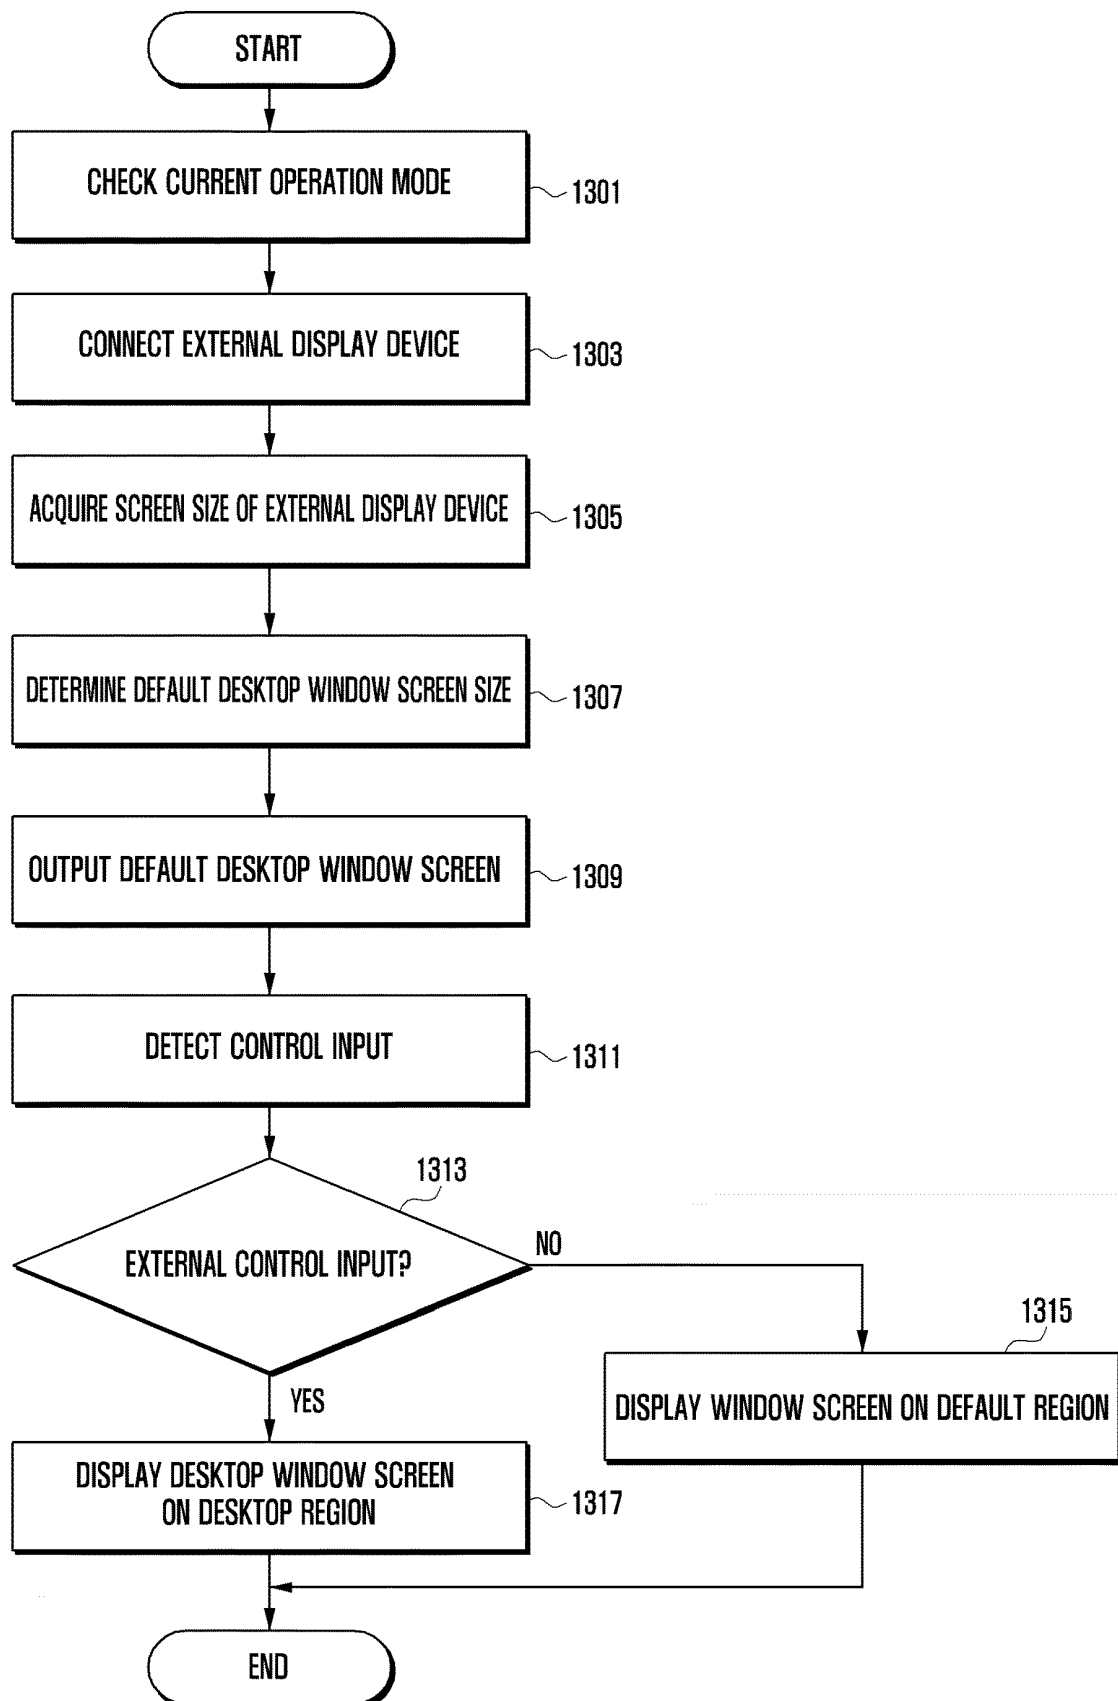 START
CHECK CURRENT OPERATION MODE
1301
CONNECT EXTERNAL DISPLAY DEVICE
1303
ACQUIRE SCREEN SIZE OF EXTERNAL DISPLAY DEVICE
1305
DETERMINE DEFAULT DESKTOP WINDOW SCREEN SIZE
1307
OUTPUT DEFAULT DESKTOP WINDOW SCREEN
1309
DETECT CONTROL INPUT
1311
1313
EXTERNAL CONTROL INPUT?
NO
1315
DISPLAY WINDOW SCREEN ON DEFAULT REGION
YES
DISPLAY DESKTOP WINDOW SCREEN
ON DESKTOP REGION
1317
END